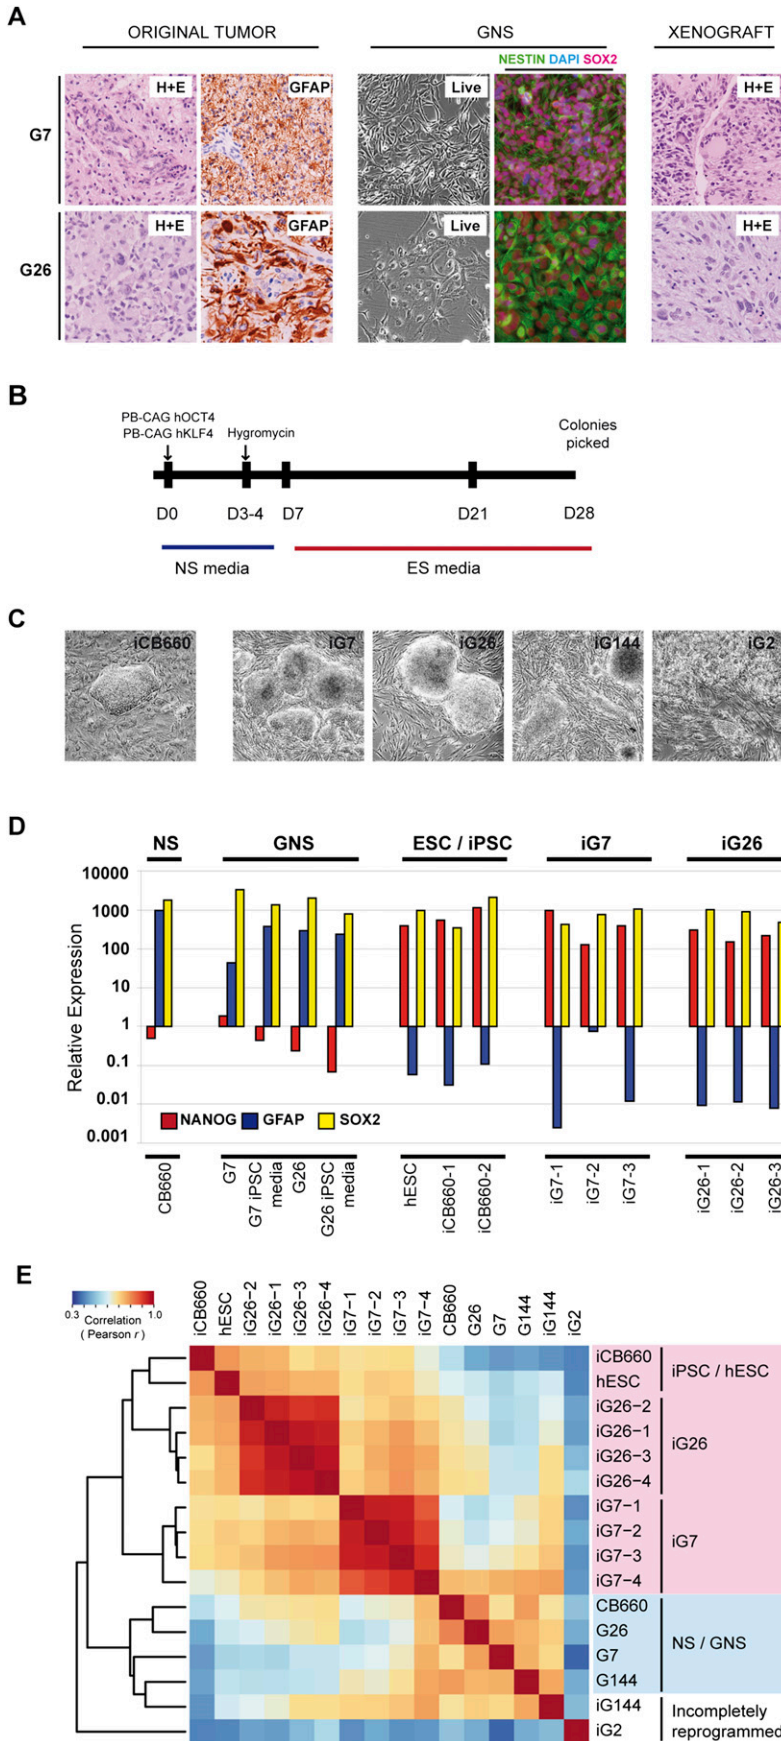 A
ORIGINAL TUMOR
GNS
XENOGRAFT
NESTIN DAPI SOX2
G7
H+E
GFAP
Live
H+E
G26
H+E
GFAP
Live
H+E
B
PB-CAG hOCT4
PB-CAG hKLF4
Hygromycin
Colonies
picked
D0
D3-4
D7
D21
D28
NS media
ES media
C
iCB660
iG7
iG26
iG144
iG2
D
NS
GNS
ESC / iPSC
iG7
iG26
Relative Expression
10000
1000
100
10
1
0.1
0.01
0.001
NANOG
GFAP
SOX2
CB660
G7
G7 iPSC
media
G26
G26 iPSC
media
hESC
iCB660-1
iCB660-2
iG7-1
iG7-2
iG7-3
iG26-1
iG26-2
iG26-3
E
0.3
1.0
Correlation
( Pearson r )
iCB660
hESC
iG26-2
iG26-1
iG26-3
iG26-4
iG7-1
iG7-2
iG7-3
iG7-4
CB660
G26
G7
G144
iG144
iG2
iCB660
hESC
iG26-2
iG26-1
iG26-3
iG26-4
iG7-1
iG7-2
iG7-3
iG7-4
CB660
G26
G7
G144
iG144
iG2
iPSC / hESC
iG26
iG7
NS / GNS
Incompletely
reprogrammed